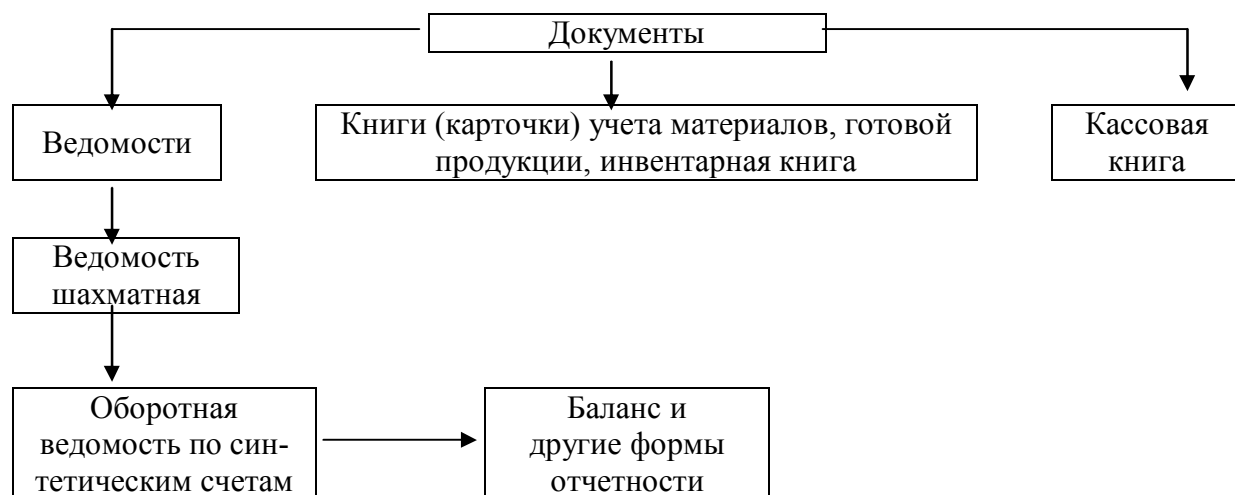 Документы
Ведомости
Книги (карточки) учета материалов, готовой
продукции, инвентарная книга
Кассовая
книга
Ведомость
шахматная
Оборотная
ведомость по син-
тетическим счетам
Баланс и
другие формы
отчетности